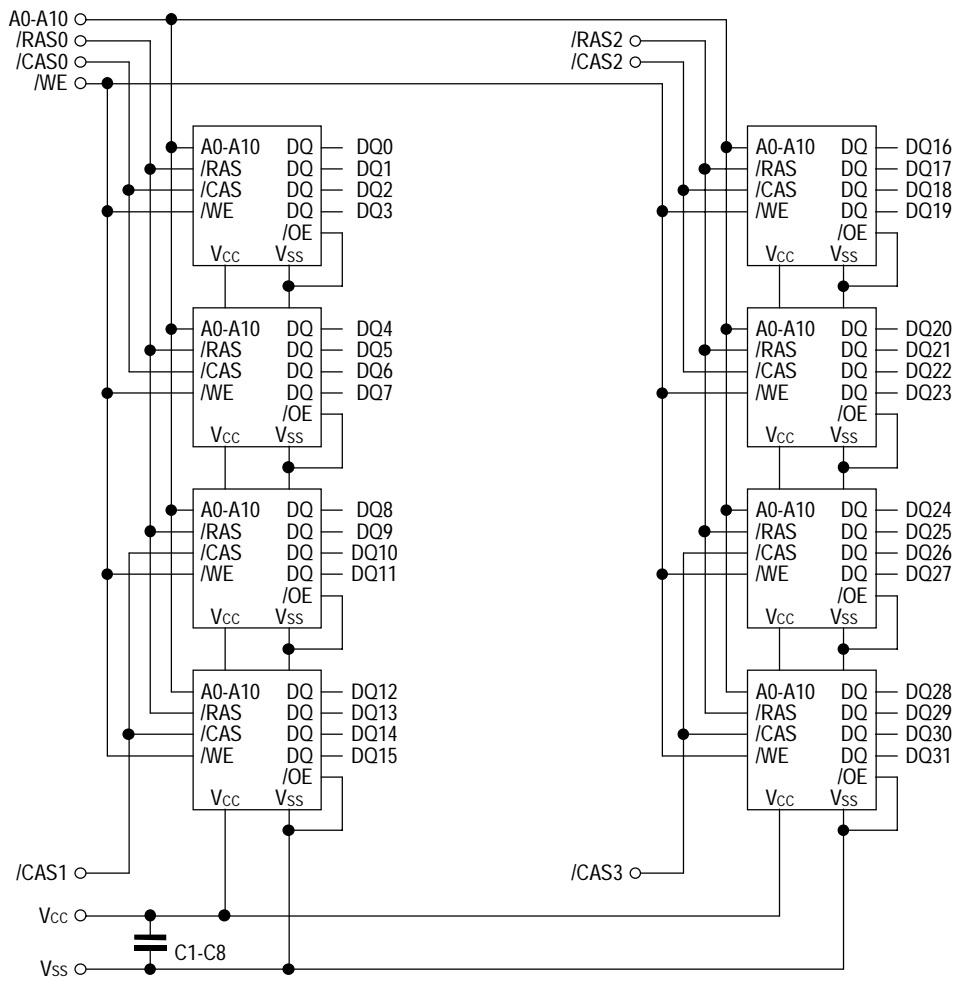 A0-A10
/RAS0
/CAS0
/WE
/RAS2
/CAS2
A0-A10 DQ DQ0
/RAS DQ DQ1
/CAS DQ DQ2
/WE DQ DQ3
/OE
Vcc Vss
A0-A10 DQ DQ16
/RAS DQ DQ17
/CAS DQ DQ18
/WE DQ DQ19
/OE
Vcc Vss
A0-A10 DQ DQ4
/RAS DQ DQ5
/CAS DQ DQ6
/WE DQ DQ7
/OE
Vcc Vss
A0-A10 DQ DQ20
/RAS DQ DQ21
/CAS DQ DQ22
/WE DQ DQ23
/OE
Vcc Vss
A0-A10 DQ DQ8
/RAS DQ DQ9
/CAS DQ DQ10
/WE DQ DQ11
/OE
Vcc Vss
A0-A10 DQ DQ24
/RAS DQ DQ25
/CAS DQ DQ26
/WE DQ DQ27
/OE
Vcc Vss
A0-A10 DQ DQ12
/RAS DQ DQ13
/CAS DQ DQ14
/WE DQ DQ15
/OE
Vcc Vss
A0-A10 DQ DQ28
/RAS DQ DQ29
/CAS DQ DQ30
/WE DQ DQ31
/OE
Vcc Vss
/CAS1
/CAS3
Vcc
C1-C8
Vss